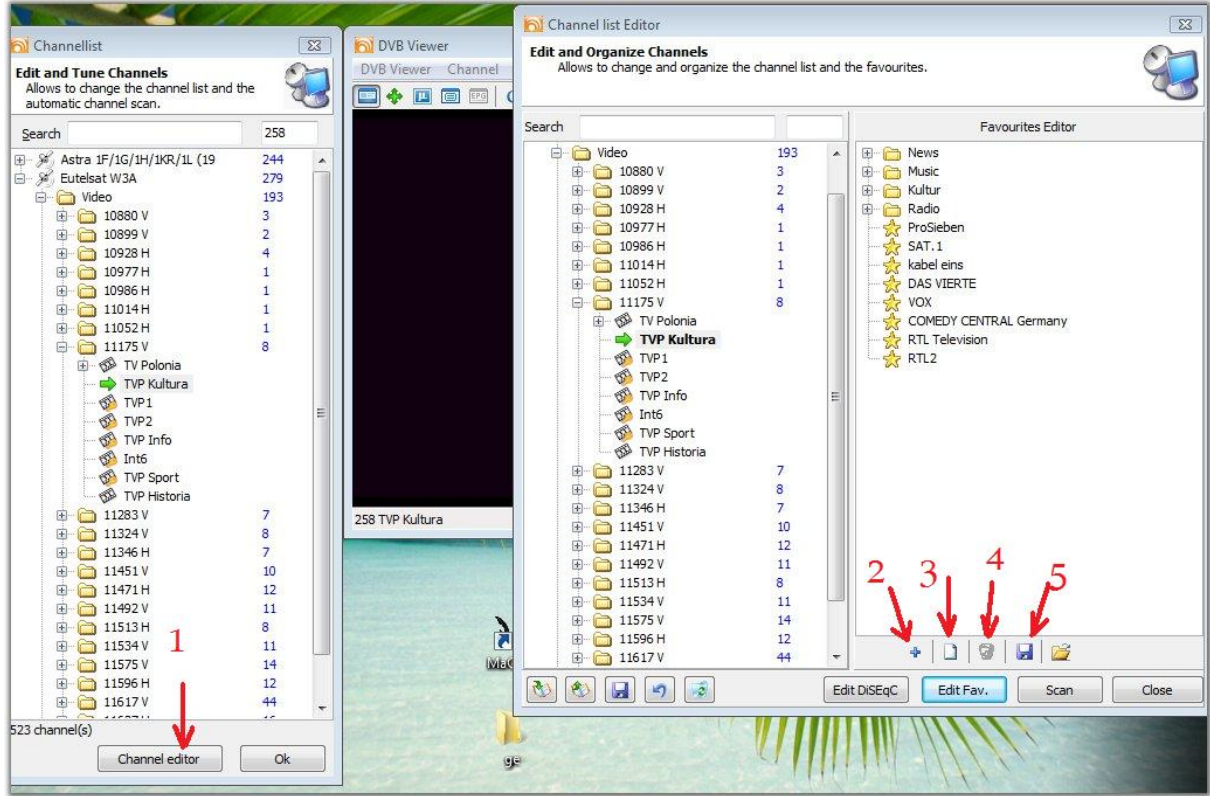 Channellist
Edit and Tune Channels
Allows to change the channel list and the
automatic channel scan.
Search 258
Astra 1F/1G/1H/1KR/1L (19 244
Eutelsat W3A 279
Video 193
10880 V 3
10899 V 2
10928 H 4
10977 H 1
10986 H 1
11014 H 1
11052 H 1
11175 V 8
TV Polonia
TVP Kultura
TVP1
TVP2
TVP Info
Int6
TVP Sport
TVP Historia
11283 V 7
11324 V 8
11346 H 7
11451 V 10
11471 H 12
11492 V 11
11513 H 8
11534 V 11
11575 V 14
11596 H 12
11617 V 44
523 channel(s)
1
Channel editor Ok
DVB Viewer
DVB Viewer Channel
EPG
258 TVP Kultura
ge
Channel list Editor
Edit and Organize Channels
Allows to change and organize the channel list and the favourites.
Search
Video 193
10880 V 3
10899 V 2
10928 H 4
10977 H 1
10986 H 1
11014 H 1
11052 H 1
11175 V 8
TV Polonia
TVP Kultura
TVP1
TVP2
TVP Info
Int6
TVP Sport
TVP Historia
11283 V 7
11324 V 8
11346 H 7
11451 V 10
11471 H 12
11492 V 11
11513 H 8
11534 V 11
11575 V 14
11596 H 12
11617 V 44
Favourites Editor
News
Music
Kultur
Radio
ProSieben
SAT.1
kabel eins
DAS VIERTE
VOX
COMEDY CENTRAL Germany
RTL Television
RTL2
2 3 4 5
Edit DiSEqC Edit Fav. Scan Close